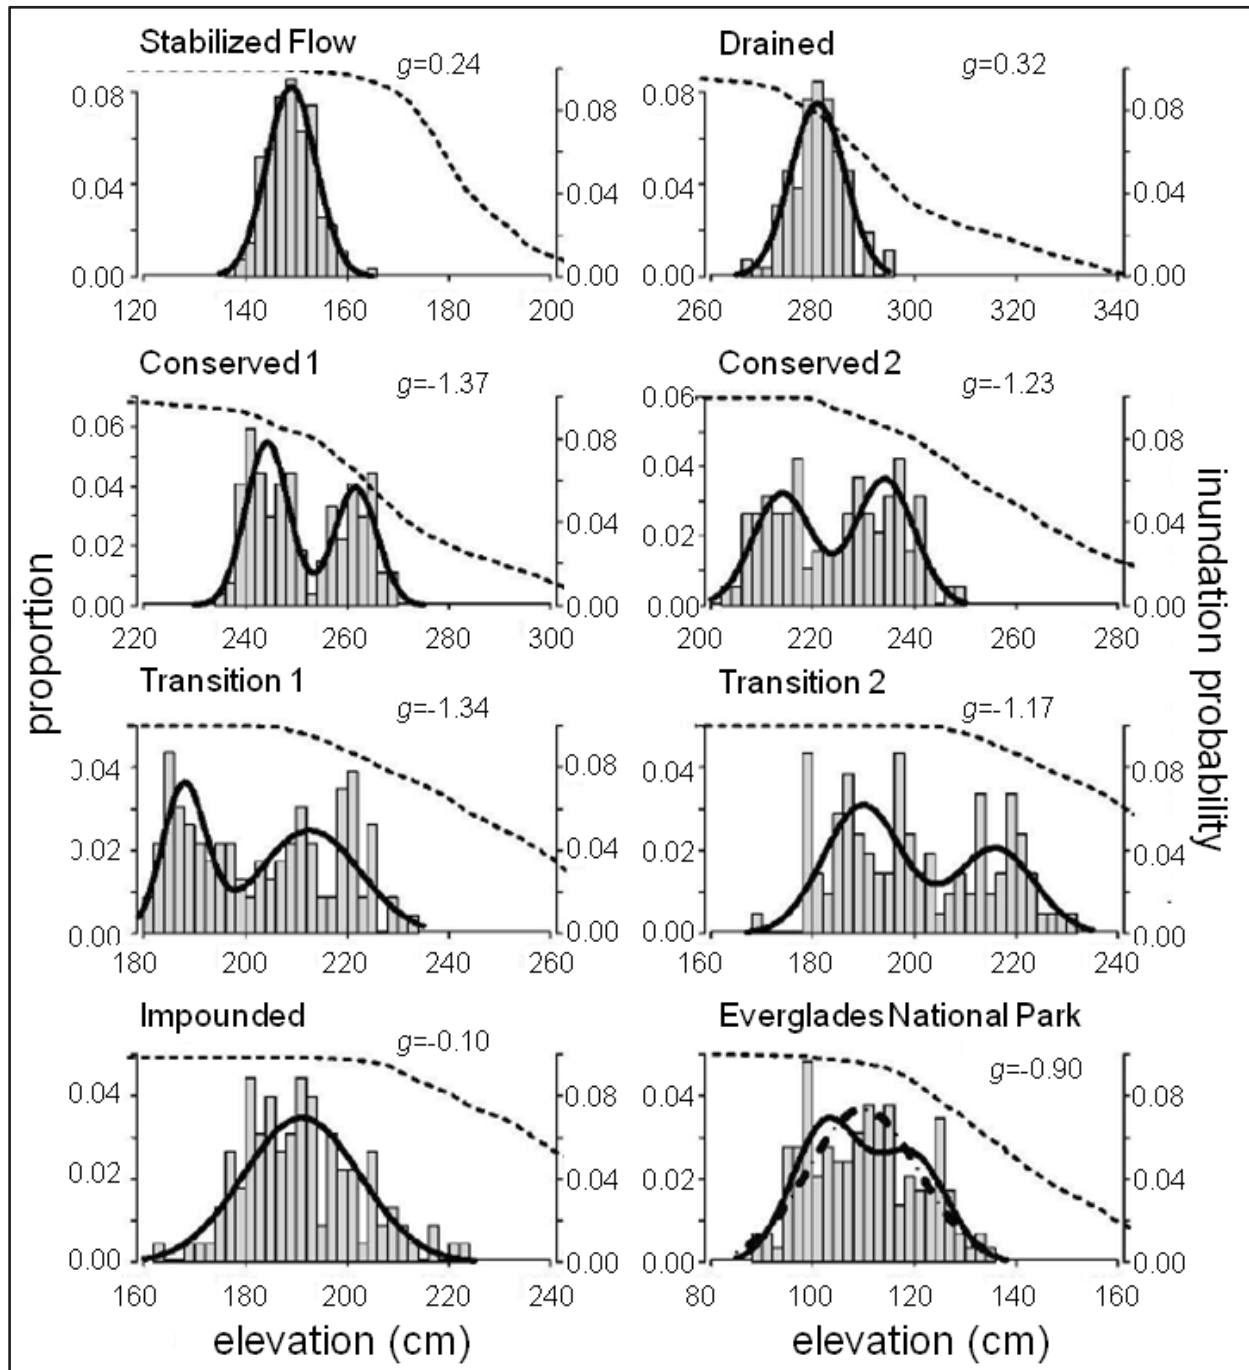 Stabilized Flow
g=0.24
0.08
0.04
0.00
0.08
0.04
0.00
120 140 160 180 200
Drained
g=0.32
0.08
0.04
0.00
0.08
0.04
0.00
260 280 300 320 340
Conserved 1
g=-1.37
0.06
0.04
0.02
0.00
0.08
0.04
0.00
220 240 260 280 300
Conserved 2
g=-1.23
0.06
0.04
0.02
0.00
0.08
0.04
0.00
200 220 240 260 280
Transition 1
g=-1.34
0.04
0.02
0.00
0.08
0.04
0.00
180 200 220 240 260
Transition 2
g=-1.17
0.04
0.02
0.00
0.08
0.04
0.00
160 180 200 220 240
Impounded
g=-0.10
0.04
0.02
0.00
0.08
0.04
0.00
160 180 200 220 240
Everglades National Park
g=-0.90
0.04
0.02
0.00
0.08
0.04
0.00
80 100 120 140 160
proportion
inundation probability
elevation (cm)
elevation (cm)